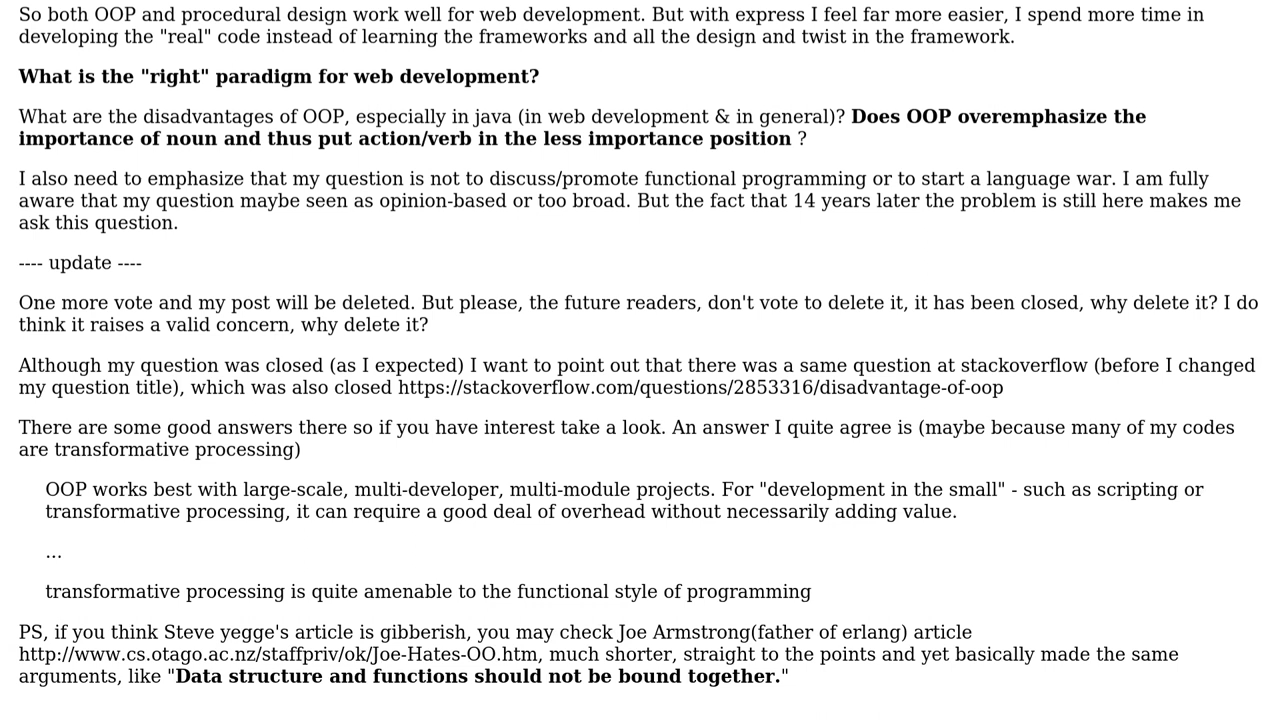 So both OOP and procedural design work well for web development. But with express I feel far more easier, I spend more time in
developing the "real" code instead of learning the frameworks and all the design and twist in the framework.
What is the "right" paradigm for web development?
What are the disadvantages of OOP, especially in java (in web development & in general)? Does OOP overemphasize the
importance of noun and thus put action/verb in the less importance position ?
I also need to emphasize that my question is not to discuss/promote functional programming or to start a language war. I am fully
aware that my question maybe seen as opinion-based or too broad. But the fact that 14 years later the problem is still here makes me
ask this question.
---- update ----
One more vote and my post will be deleted. But please, the future readers, don't vote to delete it, it has been closed, why delete it? I do
think it raises a valid concern, why delete it?
Although my question was closed (as I expected) I want to point out that there was a same question at stackoverflow (before I changed
my question title), which was also closed https://stackoverflow.com/questions/2853316/disadvantage-of-oop
There are some good answers there so if you have interest take a look. An answer I quite agree is (maybe because many of my codes
are transformative processing)
OOP works best with large-scale, multi-developer, multi-module projects. For "development in the small" - such as scripting or
transformative processing, it can require a good deal of overhead without necessarily adding value.
...
transformative processing is quite amenable to the functional style of programming
PS, if you think Steve yegge's article is gibberish, you may check Joe Armstrong(father of erlang) article
http://www.cs.otago.ac.nz/staffpriv/ok/Joe-Hates-OO.htm, much shorter, straight to the points and yet basically made the same
arguments, like "Data structure and functions should not be bound together."